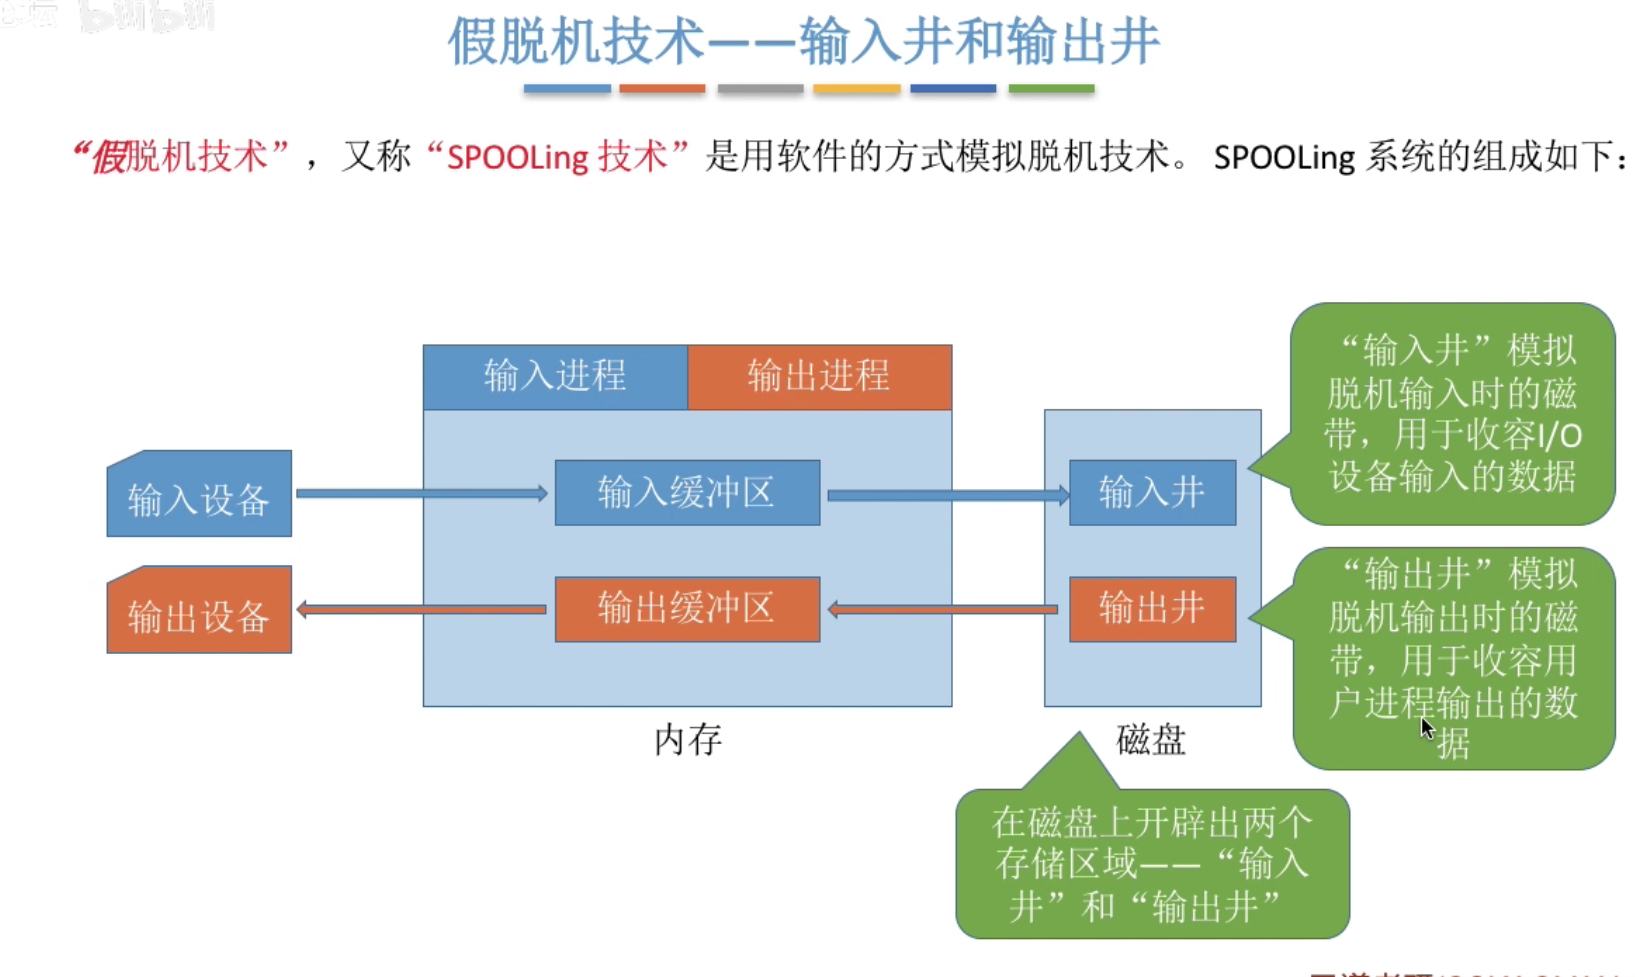 bilibili
假脱机技术——输入井和输出井
“假脱机技术”，又称“SPOOLing 技术”是用软件的方式模拟脱机技术。 SPOOLing 系统的组成如下：
输入进程
输出进程
输入设备
输入缓冲区
输入井
输出设备
输出缓冲区
输出井
内存
磁盘
“输入井”模拟
脱机输入时的磁
带，用于收容I/O
设备输入的数据
“输出井”模拟
脱机输出时的磁
带，用于收容用
户进程输出的数
据
在磁盘上开辟出两个
存储区域——“输入
井”和“输出井”